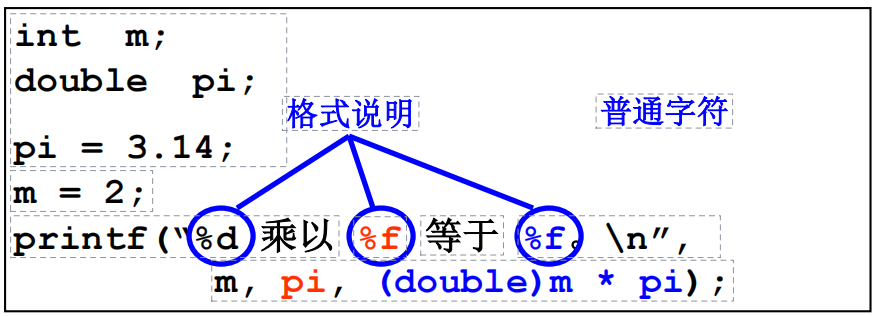 int m;
double pi;
格式说明
普通字符
pi = 3.14;
m = 2;
printf(“%d 乘以 %f 等于 %f。\n”,
m, pi, (double)m * pi);